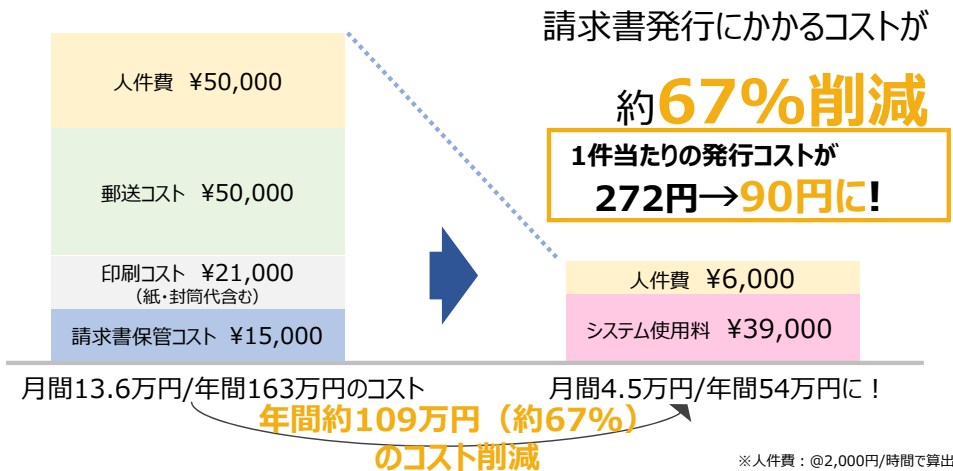 請求書発行にかかるコストが
約67%削減
1件当たりの発行コストが
272円→90円に!
人件費 ¥50,000
郵送コスト ¥50,000
印刷コスト ¥21,000
（紙・封筒代含む）
請求書保管コスト ¥15,000
人件費 ¥6,000
システム使用料 ¥39,000
月間13.6万円/年間163万円のコスト
月間4.5万円/年間54万円に！
年間約109万円（約67%）
のコスト削減
※人件費：@2,000円/時間で算出